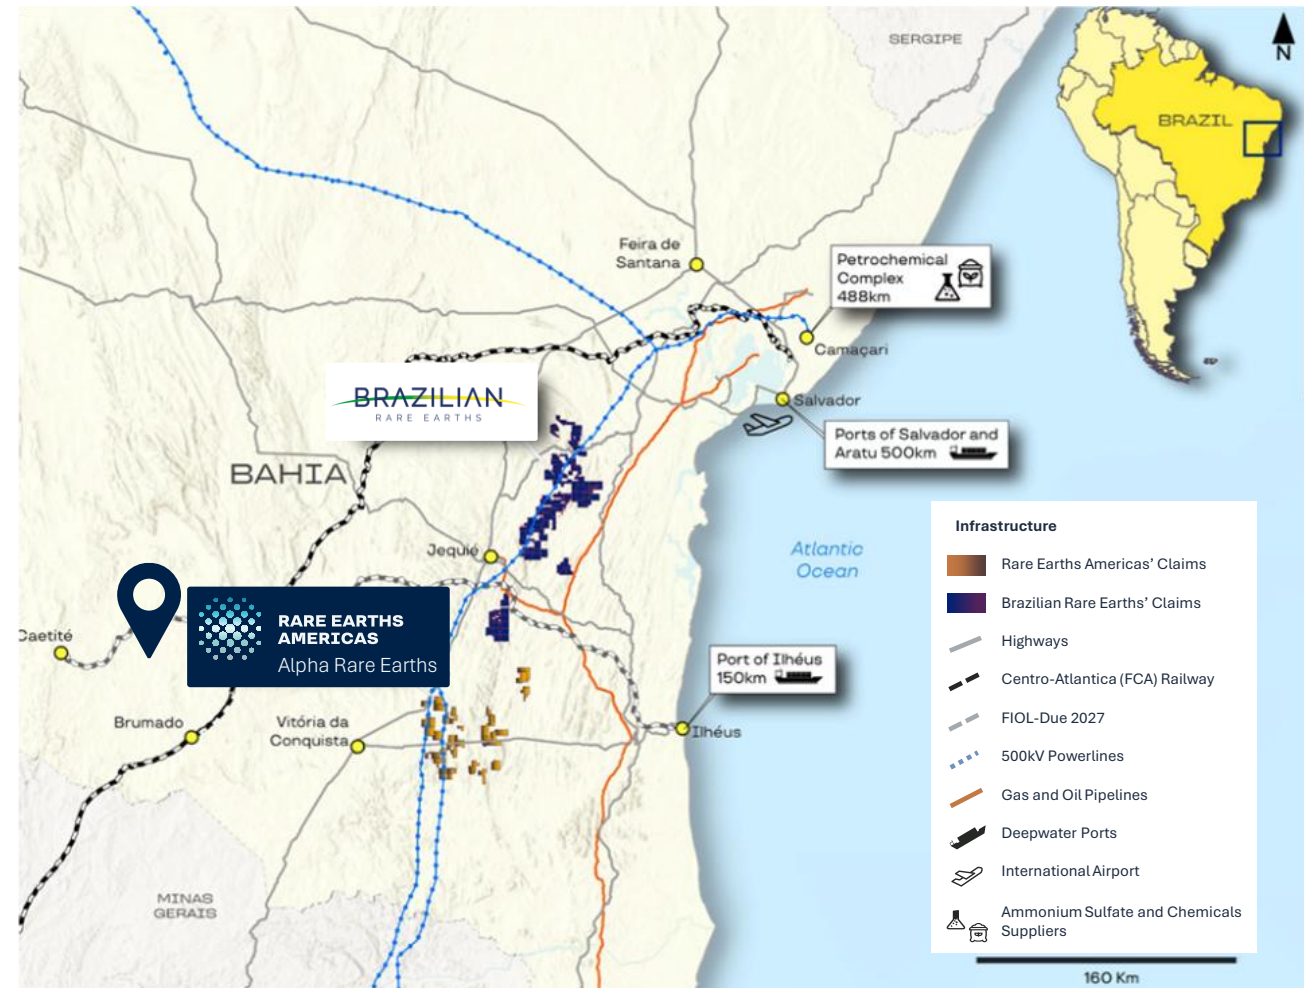 SERGIPE
N
BRAZIL
Feira de
Santana
Petrochemical
Complex
488km
Camaçari
BRAZILIAN
RARE EARTHS
Salvador
Ports of Salvador and
Aratu 500km
BAHIA
Jequié
Atlantic
Ocean
RARE EARTHS
AMERICAS
Alpha Rare Earths
Caetité
Port of Ilhéus
150km
Brumado
Vitória da
Conquista
Ilhéus
MINAS
GERAIS
Infrastructure
Rare Earths Americas’ Claims
Brazilian Rare Earths’ Claims
Highways
Centro-Atlantica (FCA) Railway
FIOL-Due 2027
500kV Powerlines
Gas and Oil Pipelines
Deepwater Ports
International Airport
Ammonium Sulfate and Chemicals
Suppliers
160 Km